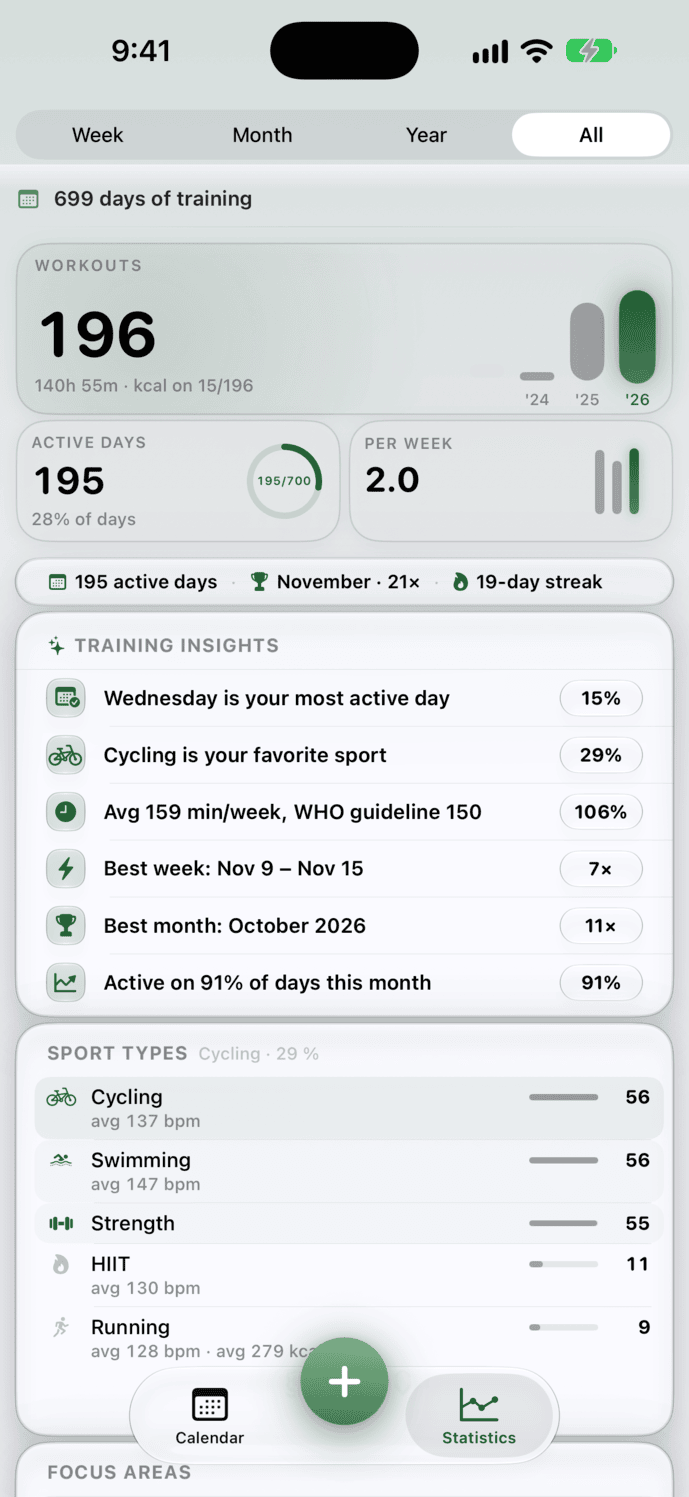 9:41
Week Month Year All
699 days of training
WORKOUTS
196
140h 55m · kcal on 15/196
'24 '25 '26
ACTIVE DAYS
195
28% of days
195/700
PER WEEK
2.0
195 active days · November · 21× · 19-day streak
TRAINING INSIGHTS
Wednesday is your most active day 15%
Cycling is your favorite sport 29%
Avg 159 min/week, WHO guideline 150 106%
Best week: Nov 9 – Nov 15 7×
Best month: October 2026 11×
Active on 91% of days this month 91%
SPORT TYPES Cycling · 29 %
Cycling 56
avg 137 bpm
Swimming 56
avg 147 bpm
Strength 55
HIIT 11
avg 130 bpm
Running 9
avg 128 bpm · avg 279
Calendar Statistics
FOCUS AREAS